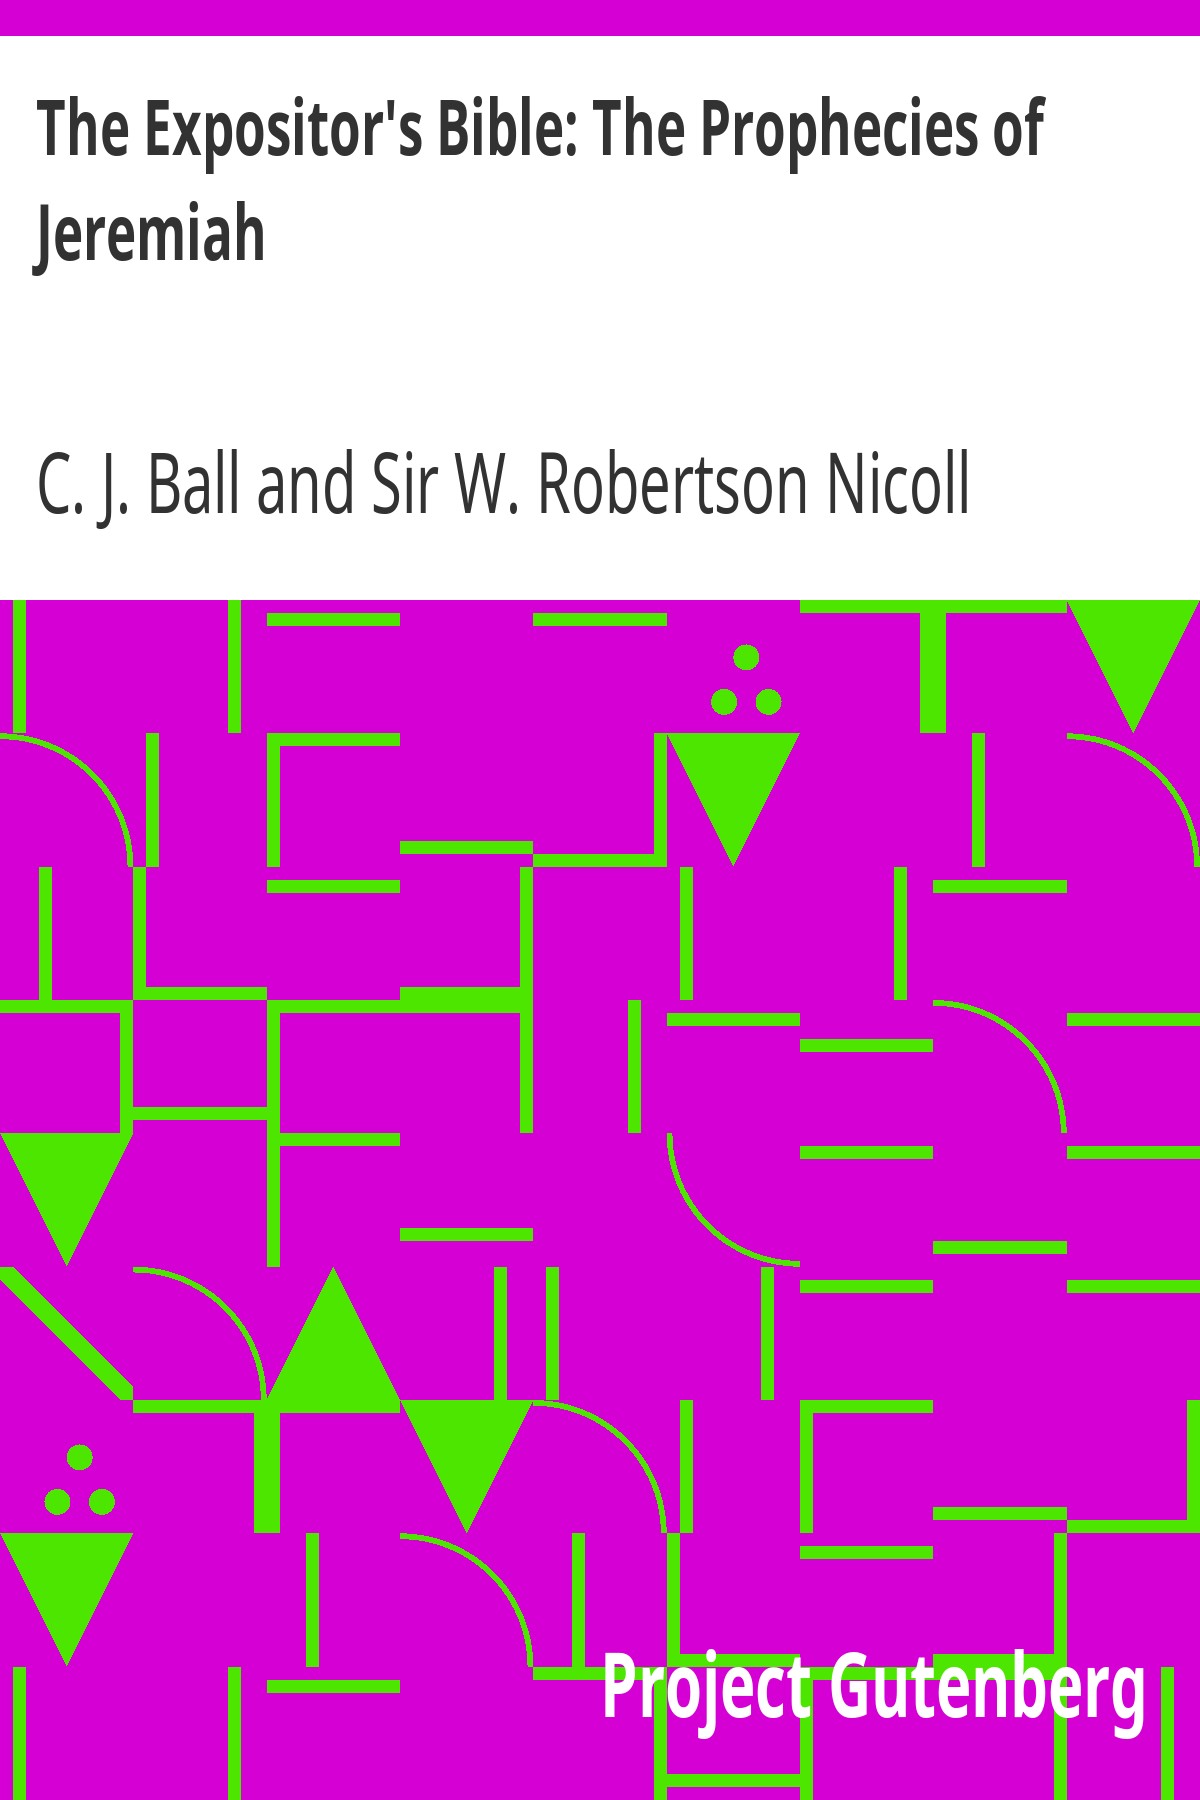 The Expositor's Bible: The Prophecies of
Jeremiah
C. J. Ball and Sir W. Robertson Nicoll
Project Gutenberg